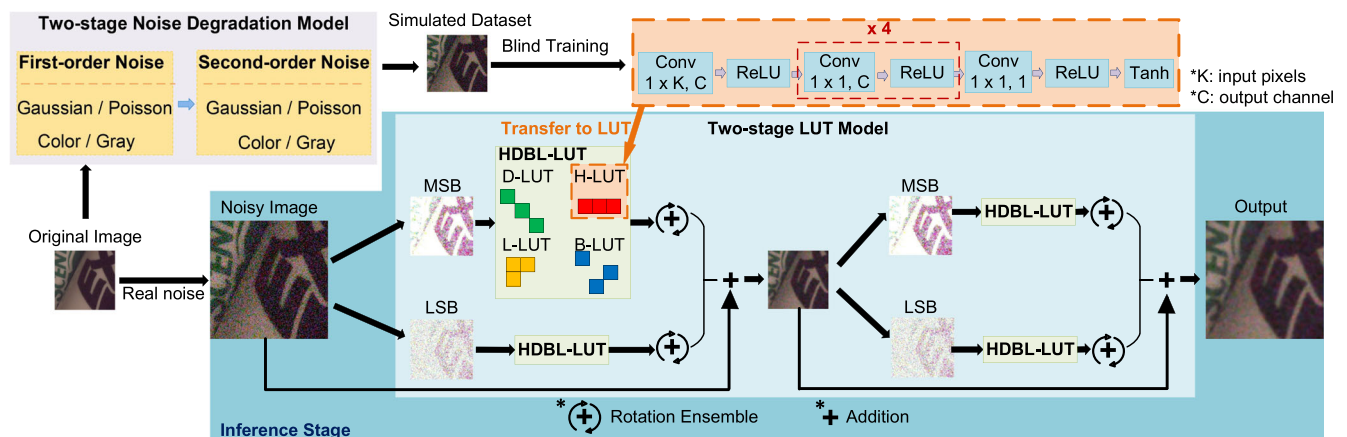 Two-stage Noise Degradation Model
First-order Noise
Gaussian / Poisson
Color / Gray
Second-order Noise
Gaussian / Poisson
Color / Gray
Simulated Dataset
Blind Training
x 4
Conv
1 x K, C
ReLU
Conv
1 x 1, C
ReLU
Conv
1 x 1, 1
ReLU
Tanh
*K: input pixels
*C: output channel
Original Image
Real noise
Noisy Image
Transfer to LUT
Two-stage LUT Model
MSB
HDBL-LUT
D-LUT
H-LUT
L-LUT
B-LUT
LSB
HDBL-LUT
MSB
HDBL-LUT
LSB
HDBL-LUT
Output
* Rotation Ensemble
* Addition
Inference Stage